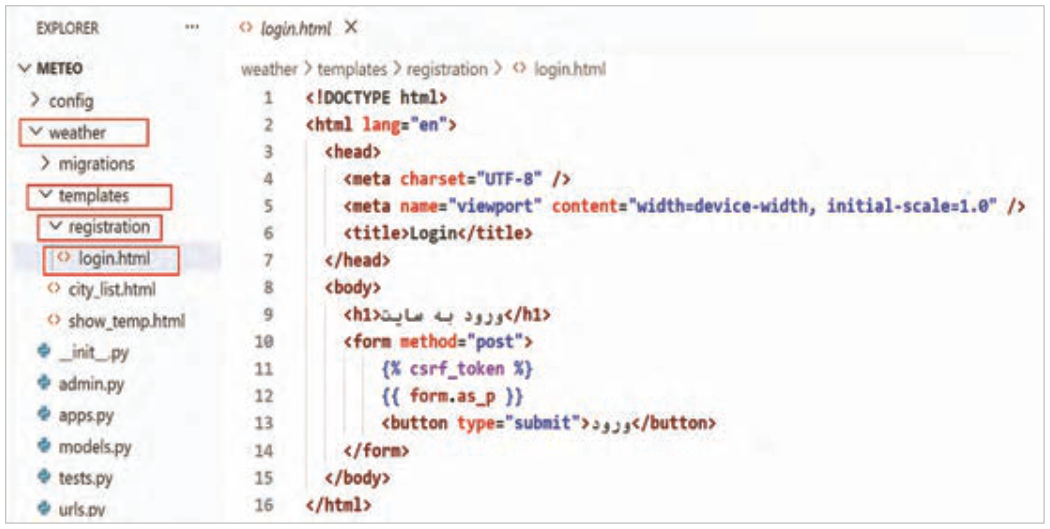 EXPLORER ...
METEO
config
weather
migrations
templates
registration
login.html
city_list.html
show_temp.html
__init__.py
admin.py
apps.py
models.py
tests.py
urls.py
login.html X
weather > templates > registration > <> login.html
1 <!DOCTYPE html>
2 <html lang="en">
3 <head>
4 <meta charset="UTF-8" />
5 <meta name="viewport" content="width=device-width, initial-scale=1.0" />
6 <title>Login</title>
7 </head>
8 <body>
9 <h1>ورود به سایت</h1>
10 <form method="post">
11 {% csrf_token %}
12 {{ form.as_p }}
13 <button type="submit">ورود</button>
14 </form>
15 </body>
16 </html>